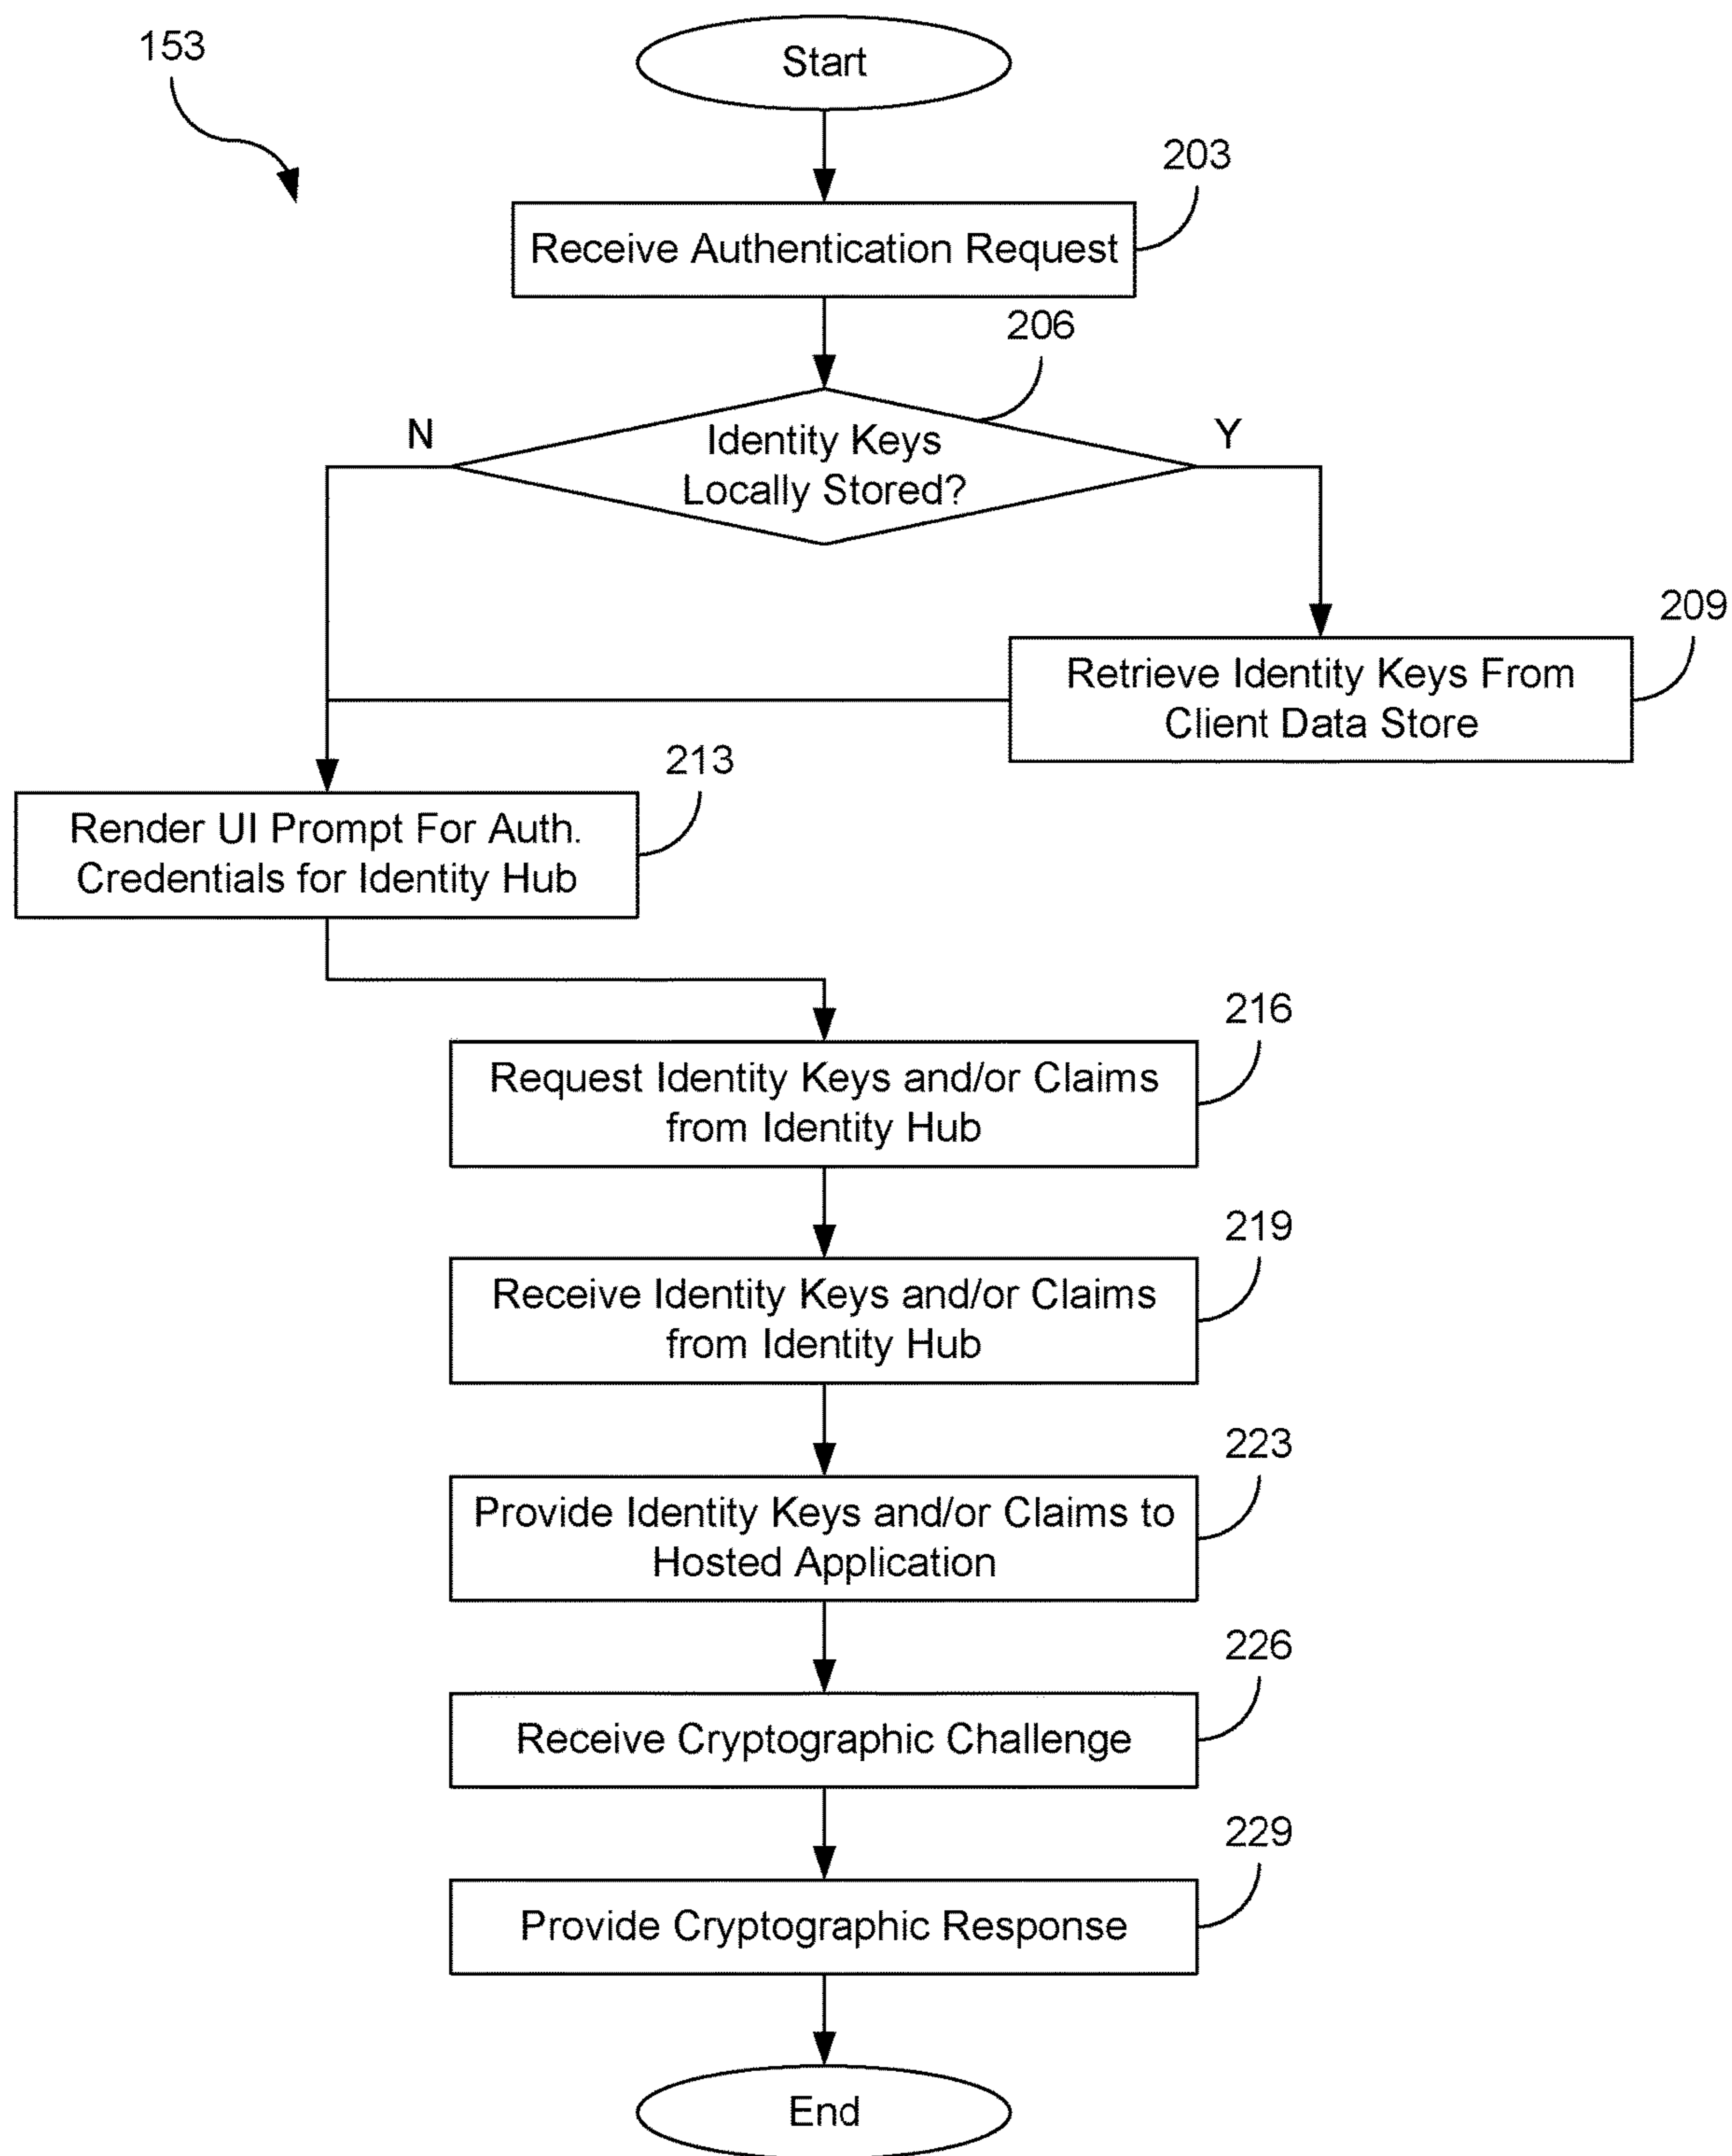 153
Start
203
Receive Authentication Request
206
N
Identity Keys
Locally Stored?
Y
209
Retrieve Identity Keys From
Client Data Store
213
Render UI Prompt For Auth.
Credentials for Identity Hub
216
Request Identity Keys and/or Claims
from Identity Hub
219
Receive Identity Keys and/or Claims
from Identity Hub
223
Provide Identity Keys and/or Claims to
Hosted Application
226
Receive Cryptographic Challenge
229
Provide Cryptographic Response
End